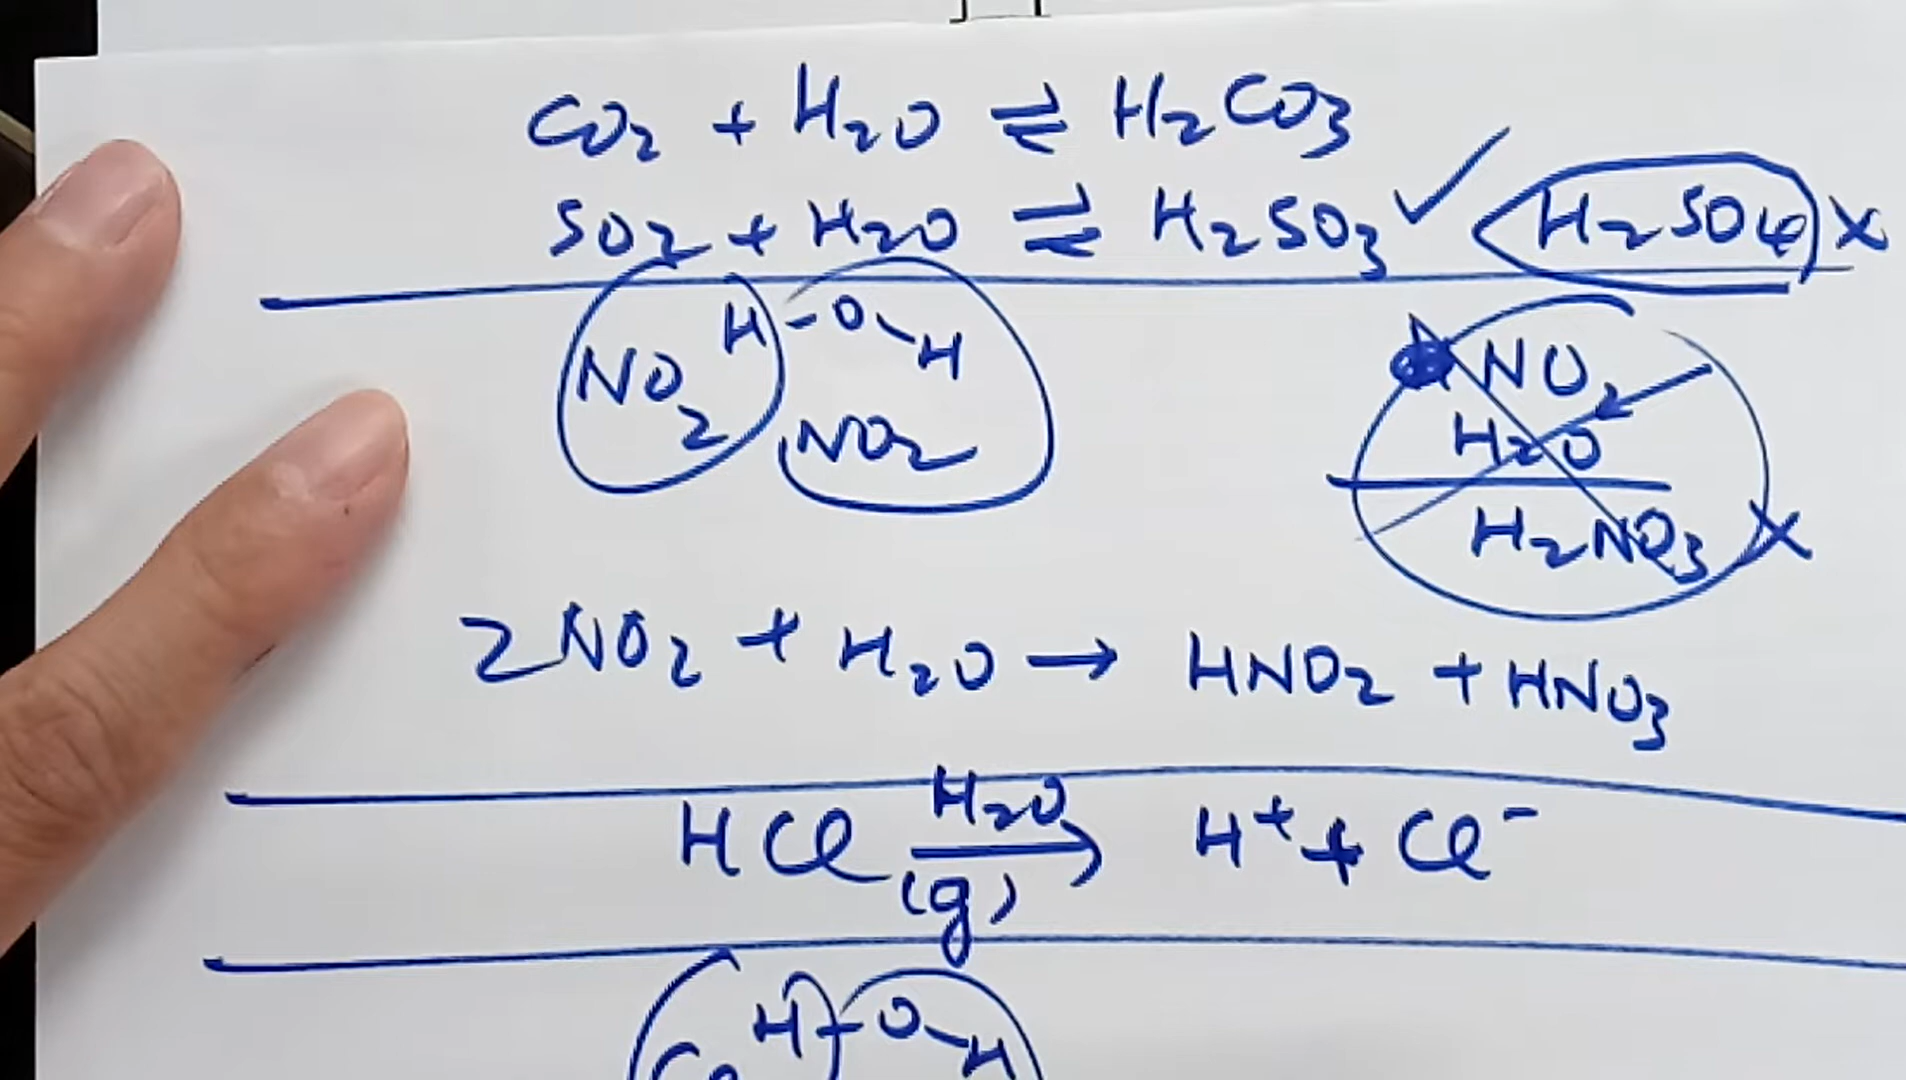 CO₂ + H₂O ⇌ H₂CO₃
SO₂ + H₂O ⇌ H₂SO₃ ✓ H₂SO₄ ×
H-O-H
NO₂
NO₂
NO₂
H₂O
H₂NO₃ ×
2NO₂ + H₂O → HNO₂ + HNO₃
H₂O
HCl → H⁺ + Cl⁻
(g)
H-O-H